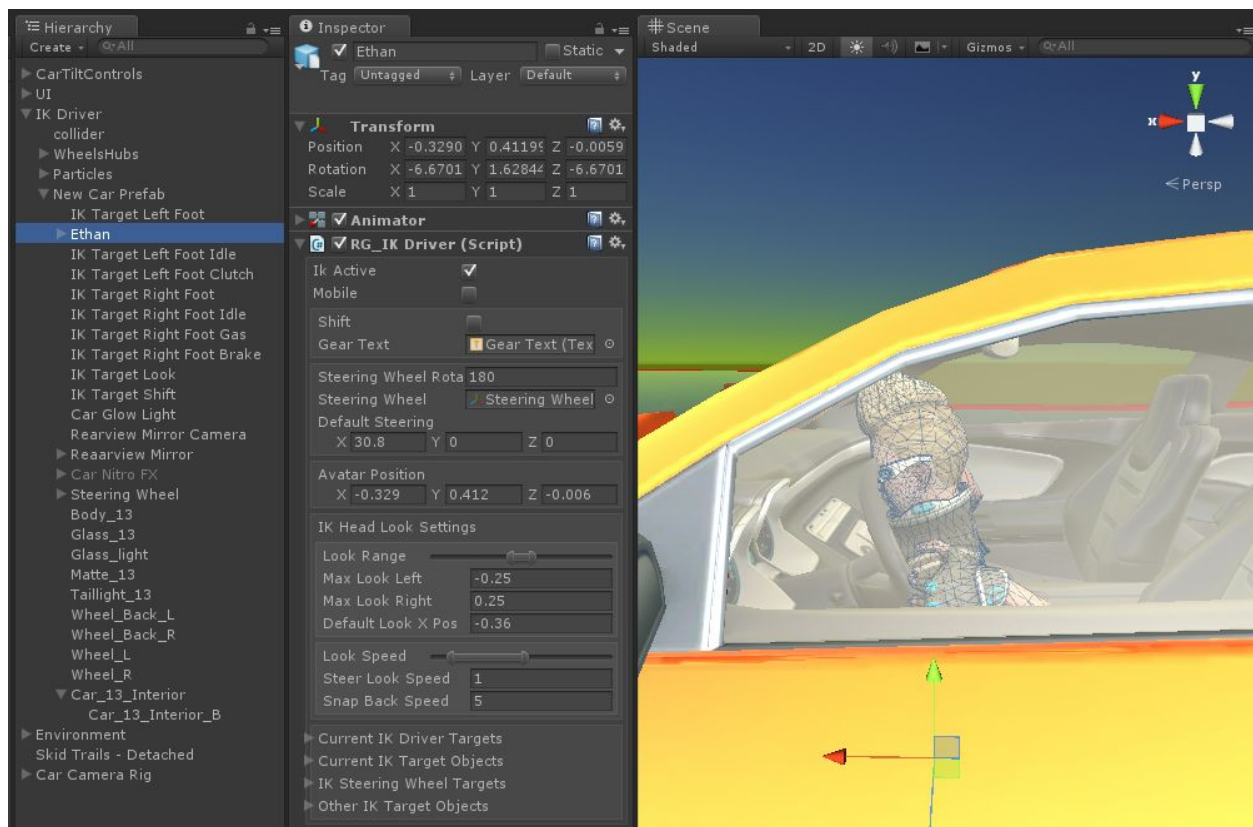 Hierarchy
Create
All
CarTiltControls
UI
IK Driver
collider
WheelsHubs
Particles
New Car Prefab
IK Target Left Foot
Ethan
IK Target Left Foot Idle
IK Target Left Foot Clutch
IK Target Right Foot
IK Target Right Foot Idle
IK Target Right Foot Gas
IK Target Right Foot Brake
IK Target Look
IK Target Shift
Car Glow Light
Rearview Mirror Camera
Reaarview Mirror
Car Nitro FX
Steering Wheel
Body_13
Glass_13
Glass_light
Matte_13
Taillight_13
Wheel_Back_L
Wheel_Back_R
Wheel_L
Wheel_R
Car_13_Interior
Car_13_Interior_B
Environment
Skid Trails - Detached
Car Camera Rig
Inspector
Ethan Static
Tag Untagged Layer Default
Transform
Position X -0.3290 Y 0.41199 Z -0.0059
Rotation X -6.6701 Y 1.62844 Z -6.6701
Scale X 1 Y 1 Z 1
Animator
RG_IK Driver (Script)
Ik Active
Mobile
Shift
Gear Text Gear Text (Tex
Steering Wheel Rota 180
Steering Wheel Steering Wheel
Default Steering
X 30.8 Y 0 Z 0
Avatar Position
X -0.329 Y 0.412 Z -0.006
IK Head Look Settings
Look Range
Max Look Left -0.25
Max Look Right 0.25
Default Look X Pos -0.36
Look Speed
Steer Look Speed 1
Snap Back Speed 5
Current IK Driver Targets
Current IK Target Objects
IK Steering Wheel Targets
Other IK Target Objects
Scene
Shaded 2D Gizmos All
y
x
Persp